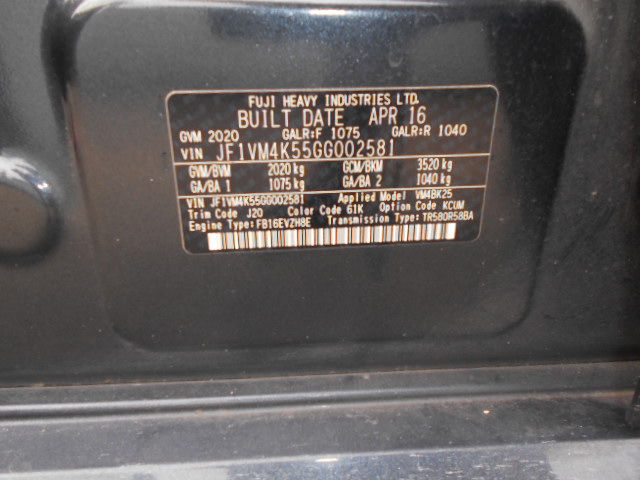 FUJI HEAVY INDUSTRIES LTD.
BUILT DATE APR 16
GVM 2020 GALR:F 1075 GALR:R 1040
VIN JF1VM4K55GG002581
GVM/BVM 2020 kg GCM/BKM 3520 kg
GA/BA 1 1075 kg GA/BA 2 1040 kg
VIN JF1VM4K55GG002581 Applied Model VM4BK25
Trim Code J20 Color Code 61K Option Code KCUM
Engine Type:FB16EVZH8E Transmission Type:TR580R58BA